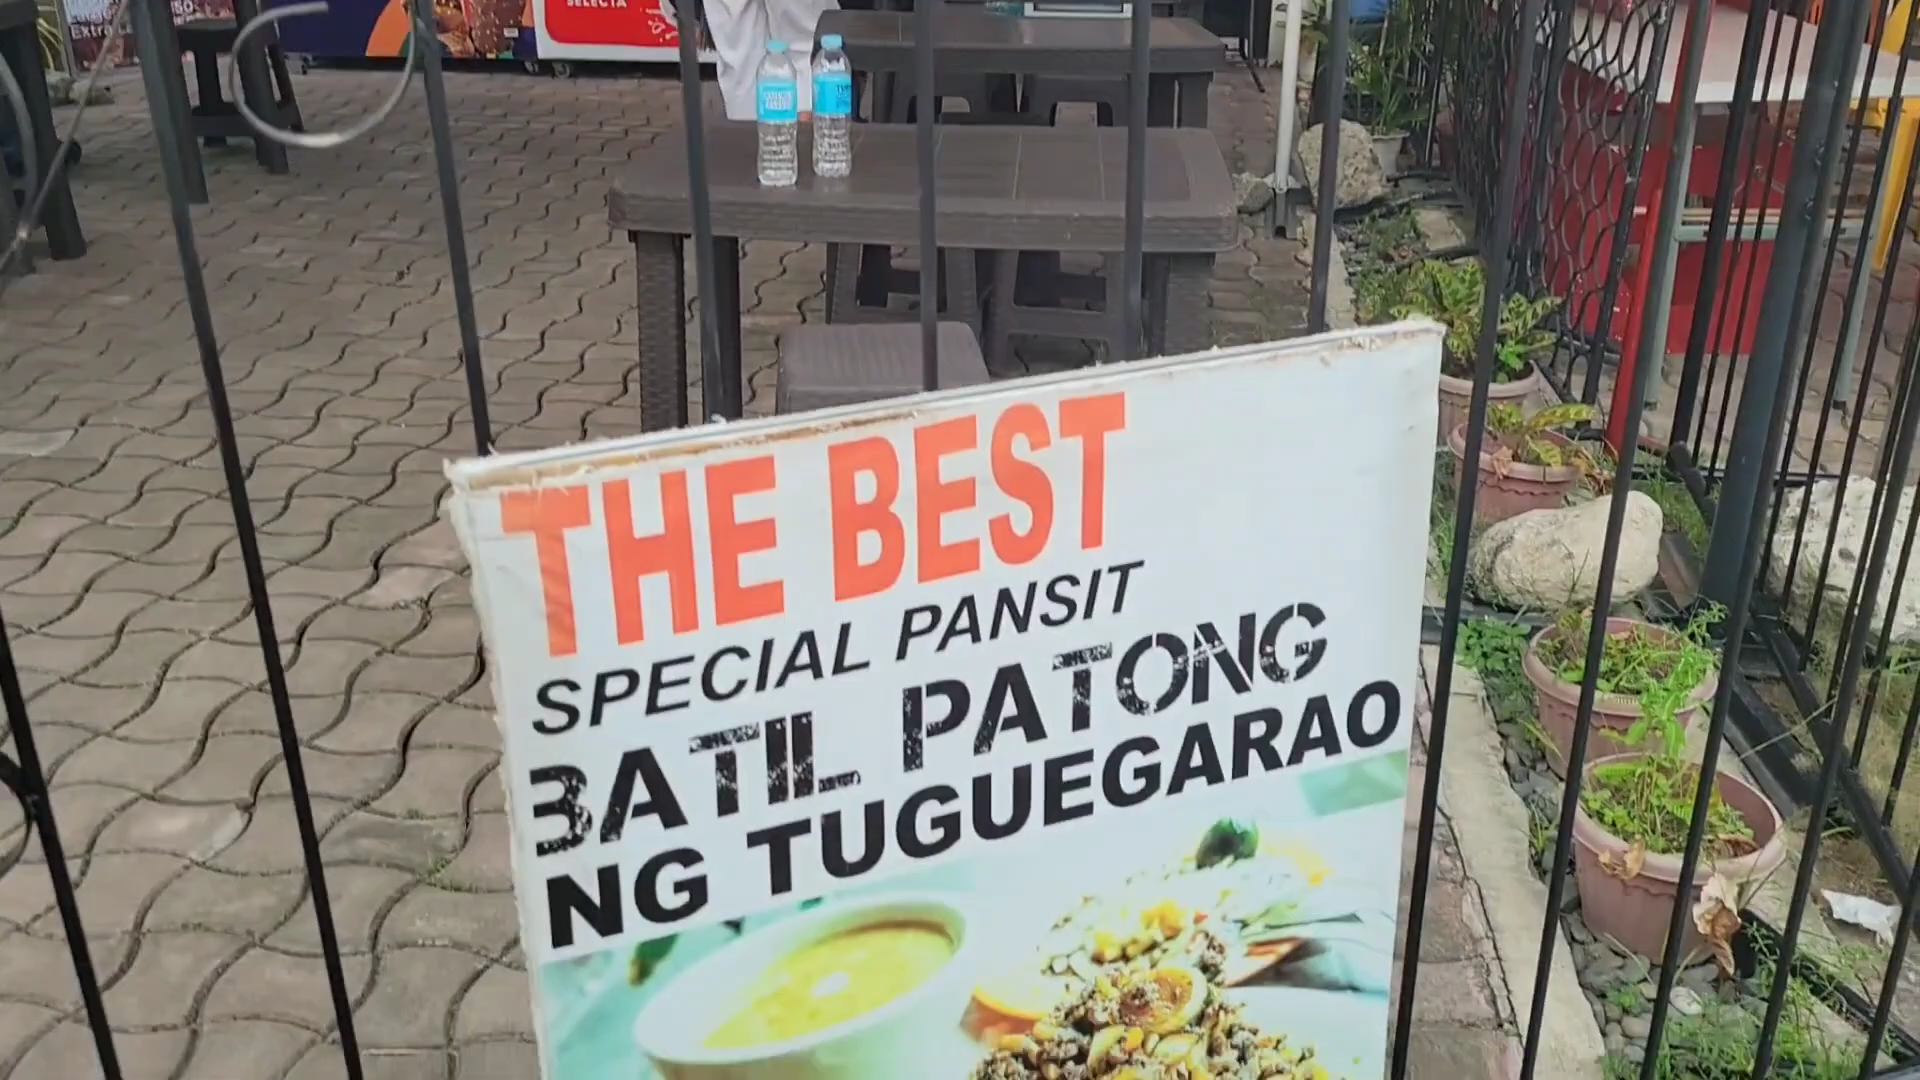 SELECTA
THE BEST
SPECIAL PANSIT
BATIL PATONG
NG TUGUEGARAO